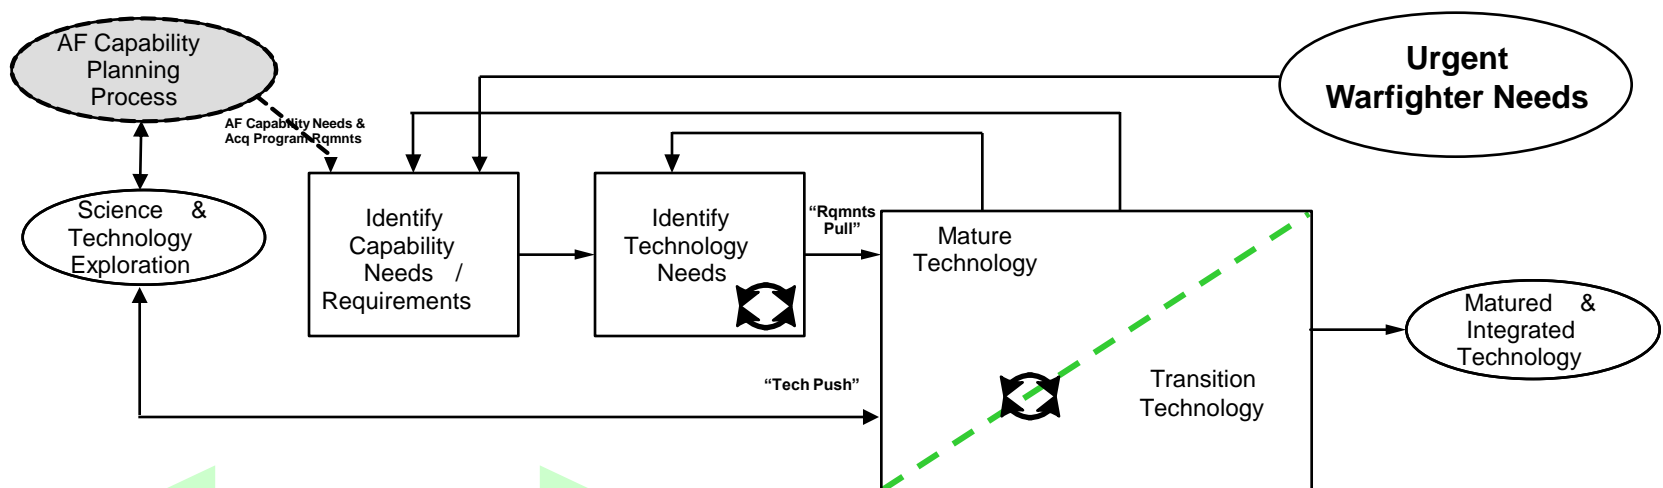 AF Capability
Planning
Process
Urgent
Warfighter Needs
AF Capability Needs &
Acq Program Rqmnts
Science & 
Technology
Exploration
Identify
Capability
Needs /
Requirements
Identify
Technology
Needs
“Rqmnts
Pull”
Mature
Technology
“Tech Push”
Transition
Technology
Matured &
Integrated
Technology